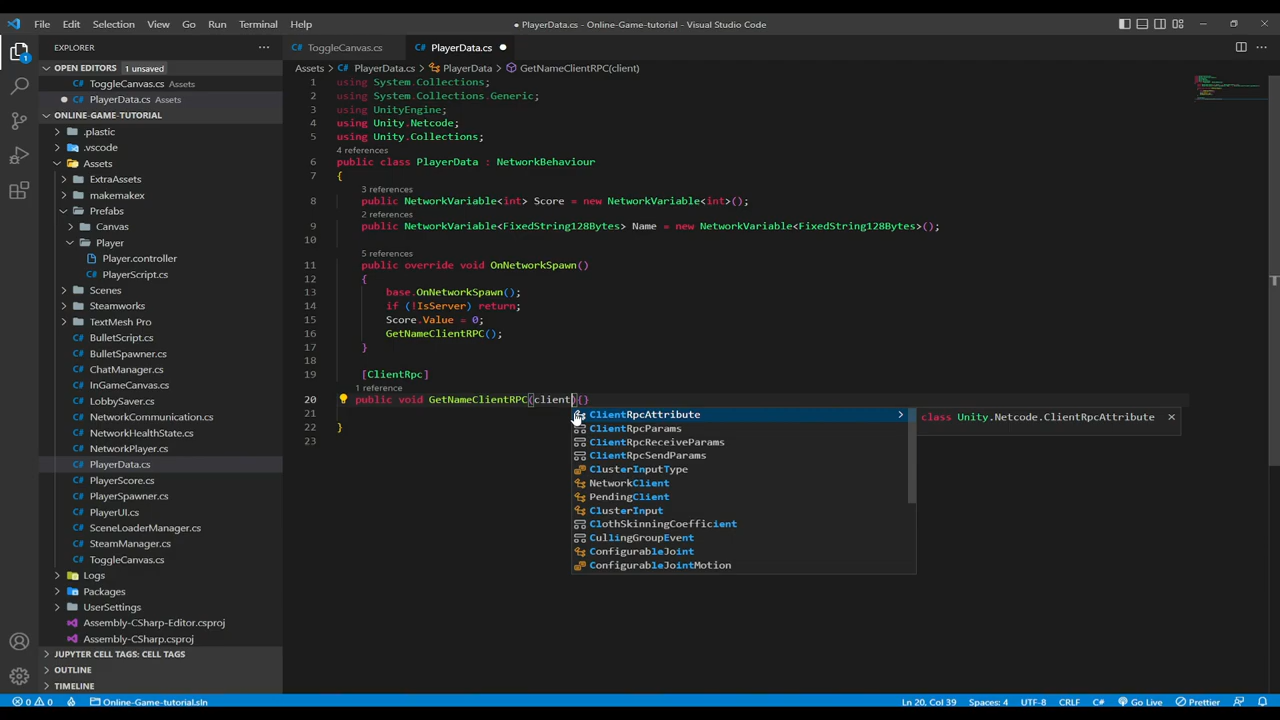 File Edit Selection View Go Run Terminal Help
● PlayerData.cs - Online-Game-tutorial - Visual Studio Code
EXPLORER ...
OPEN EDITORS 1 unsaved
C# ToggleCanvas.cs Assets
● C# PlayerData.cs Assets
ONLINE-GAME-TUTORIAL
.plastic
.vscode
Assets
ExtraAssets
makemakex
Prefabs
Canvas
Player
C# Player.controller
C# PlayerScript.cs
Scenes
Steamworks
TextMesh Pro
C# BulletScript.cs
C# BulletSpawner.cs
C# ChatManager.cs
C# InGameCanvas.cs
C# LobbySaver.cs
C# NetworkCommunication.cs
C# NetworkHealthState.cs
C# NetworkPlayer.cs
C# PlayerData.cs
C# PlayerScore.cs
C# PlayerSpawner.cs
C# PlayerUI.cs
C# SceneLoaderManager.cs
C# SteamManager.cs
C# ToggleCanvas.cs
Logs
Packages
UserSettings
Assembly-CSharp-Editor.csproj
Assembly-CSharp.csproj
JUPYTER CELL TAGS: CELL TAGS
OUTLINE
TIMELINE
C# ToggleCanvas.cs C# PlayerData.cs ●
Assets > C# PlayerData.cs > PlayerData > GetNameClientRPC(client)
1 using System.Collections;
2 using System.Collections.Generic;
3 using UnityEngine;
4 using Unity.Netcode;
5 using Unity.Collections;
4 references
6 public class PlayerData : NetworkBehaviour
7 {
3 references
8 public NetworkVariable<int> Score = new NetworkVariable<int>();
2 references
9 public NetworkVariable<FixedString128Bytes> Name = new NetworkVariable<FixedString128Bytes>();
10
5 references
11 public override void OnNetworkSpawn()
12 {
13 base.OnNetworkSpawn();
14 if (!IsServer) return;
15 Score.Value = 0;
16 GetNameClientRPC();
17 }
18
19 [ClientRpc]
1 reference
20 public void GetNameClientRPC(client){}
21
22 }
23
ClientRpcAttribute
ClientRpcParams
ClientRpcReceiveParams
ClientRpcSendParams
ClusterInputType
NetworkClient
PendingClient
ClusterInput
ClothSkinningCoefficient
CullingGroupEvent
ConfigurableJoint
ConfigurableJointMotion
class Unity.Netcode.ClientRpcAttribute
0 0 Online-Game-tutorial.sln Ln 20, Col 39 Spaces: 4 UTF-8 CRLF C# Go Live Prettier